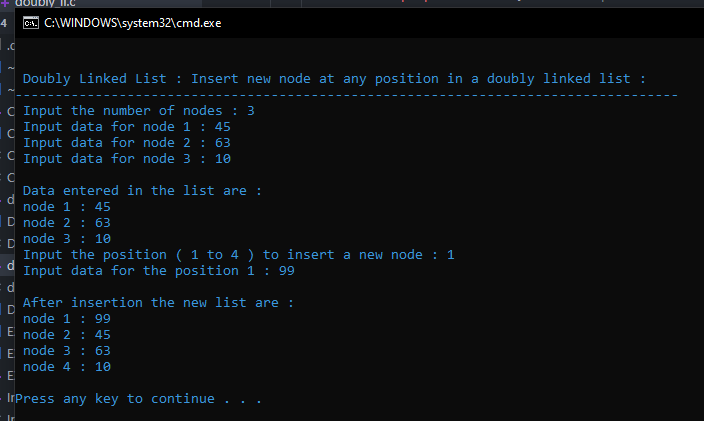 doubly_ll.c
C:\WINDOWS\system32\cmd.exe
Doubly Linked List : Insert new node at any position in a doubly linked list :
-----------------------------------------------------------------------------------
Input the number of nodes : 3
Input data for node 1 : 45
Input data for node 2 : 63
Input data for node 3 : 10
Data entered in the list are :
node 1 : 45
node 2 : 63
node 3 : 10
Input the position ( 1 to 4 ) to insert a new node : 1
Input data for the position 1 : 99
After insertion the new list are :
node 1 : 99
node 2 : 45
node 3 : 63
node 4 : 10
Press any key to continue . . .